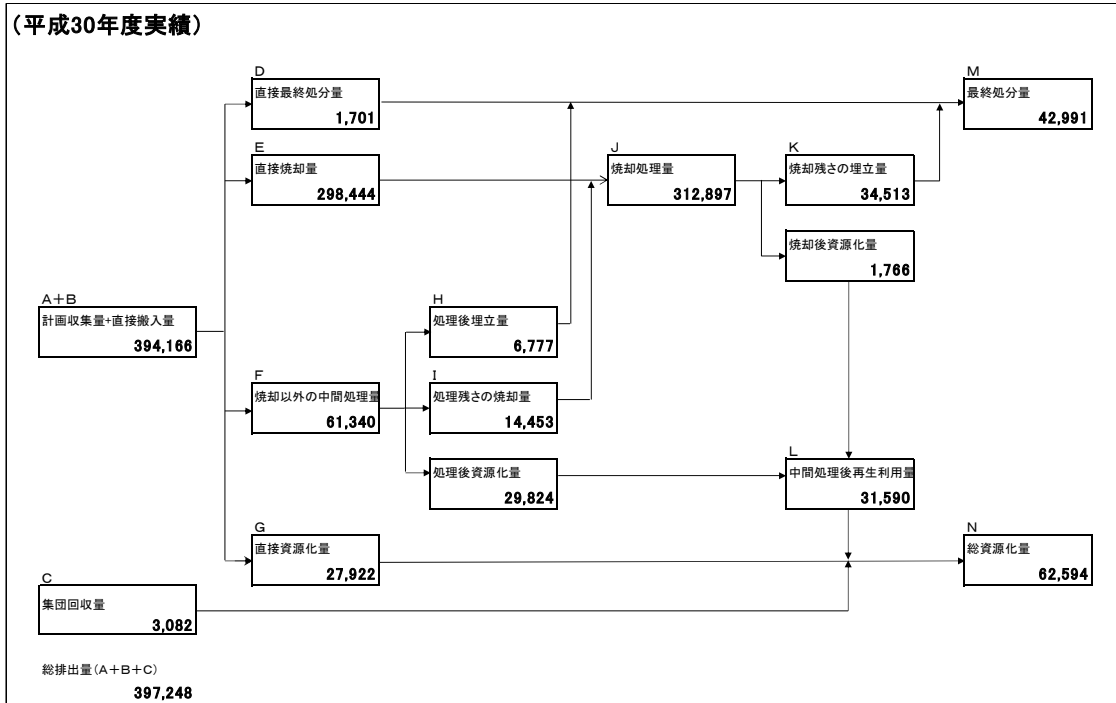 （平成30年度実績）
D
直接最終処分量
1,701
M
最終処分量
42,991
E
直接焼却量
298,444
J
焼却処理量
312,897
K
焼却残さの埋立量
34,513
焼却後資源化量
1,766
A＋B
計画収集量+直接搬入量
394,166
H
処理後埋立量
6,777
F
焼却以外の中間処理量
61,340
I
処理残さの焼却量
14,453
処理後資源化量
29,824
L
中間処理後再生利用量
31,590
G
直接資源化量
27,922
N
総資源化量
62,594
C
集団回収量
3,082
総排出量（A＋B＋C）
397,248